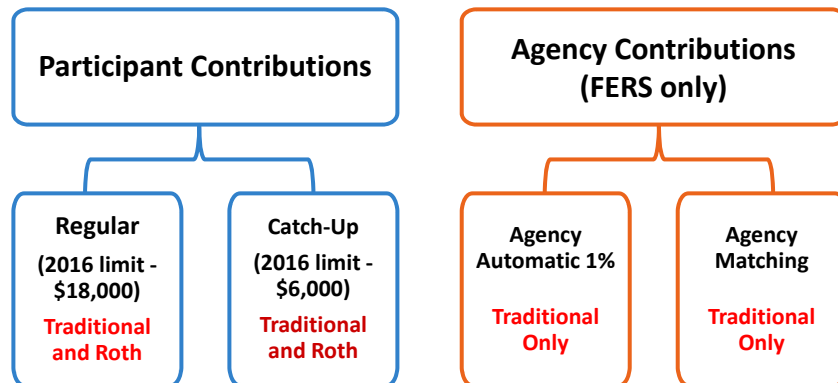 Participant Contributions
Agency Contributions
(FERS only)
Regular
(2016 limit -
$18,000)
Traditional
and Roth
Catch-Up
(2016 limit -
$6,000)
Traditional
and Roth
Agency
Automatic 1%
Traditional
Only
Agency
Matching
Traditional
Only